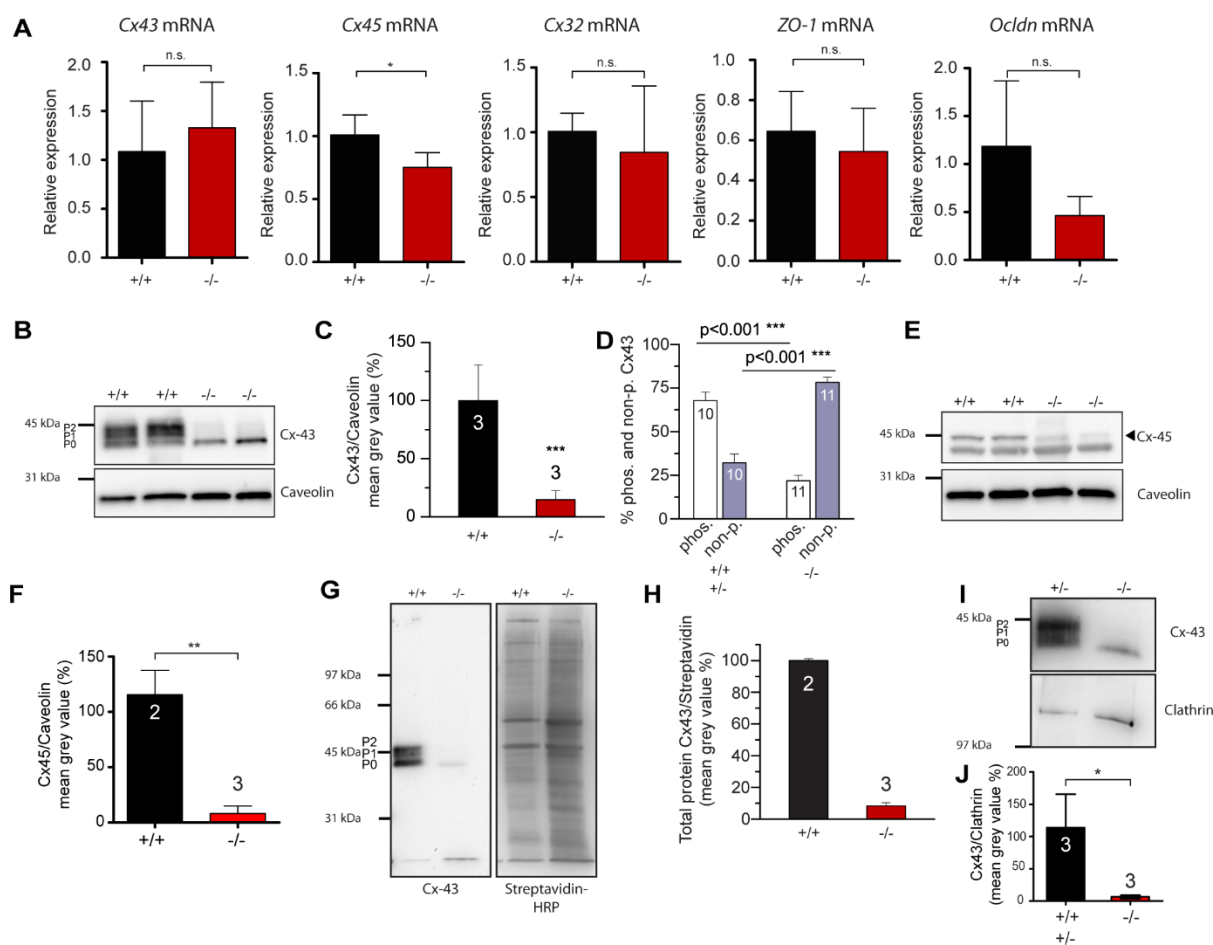 A
Cx43 mRNA
Relative expression
2.0
1.5
1.0
0.5
0.0
n.s.
+/+
-/-
Cx45 mRNA
Relative expression
1.5
1.0
0.5
0.0
*
+/+
-/-
Cx32 mRNA
Relative expression
1.5
1.0
0.5
0.0
n.s.
+/+
-/-
ZO-1 mRNA
Relative expression
1.0
0.8
0.6
0.4
0.2
0.0
n.s.
+/+
-/-
Ocldn mRNA
Relative expression
2.0
1.5
1.0
0.5
0.0
+/+
-/-
B
+/+ +/+ -/- -/-
45 kDa
P2
P1
P0
Cx-43
31 kDa
Caveolin
C
Cx43/Caveolin
mean grey value (%)
150
100
50
0
3
***
3
+/+
-/-
D
% phos. and non-p. Cx43
100
75
50
25
0
p<0.001 ***
p<0.001 ***
10
10
11
11
phos.
non-p.
phos.
non-p.
+/+
+/-
-/-
E
+/+ +/+ -/- -/-
45 kDa
Cx-45
31 kDa
Caveolin
F
Cx45/Caveolin
mean grey value (%)
150
100
50
0
**
2
3
+/+
-/-
G
+/+ -/- +/+ -/-
97 kDa
66 kDa
P2
45 kDa
P1
P0
31 kDa
Cx-43
Streptavidin-
HRP
H
Total protein Cx43/Streptavidin
(mean grey value %)
100
80
60
40
20
0
2
3
+/+
-/-
I
+/- -/-
45 kDa
P2
P1
P0
Cx-43
Clathrin
97 kDa
J
Cx43/Clathrin
(mean grey value %)
200
150
100
50
0
*
3
3
+/+
+/-
-/-